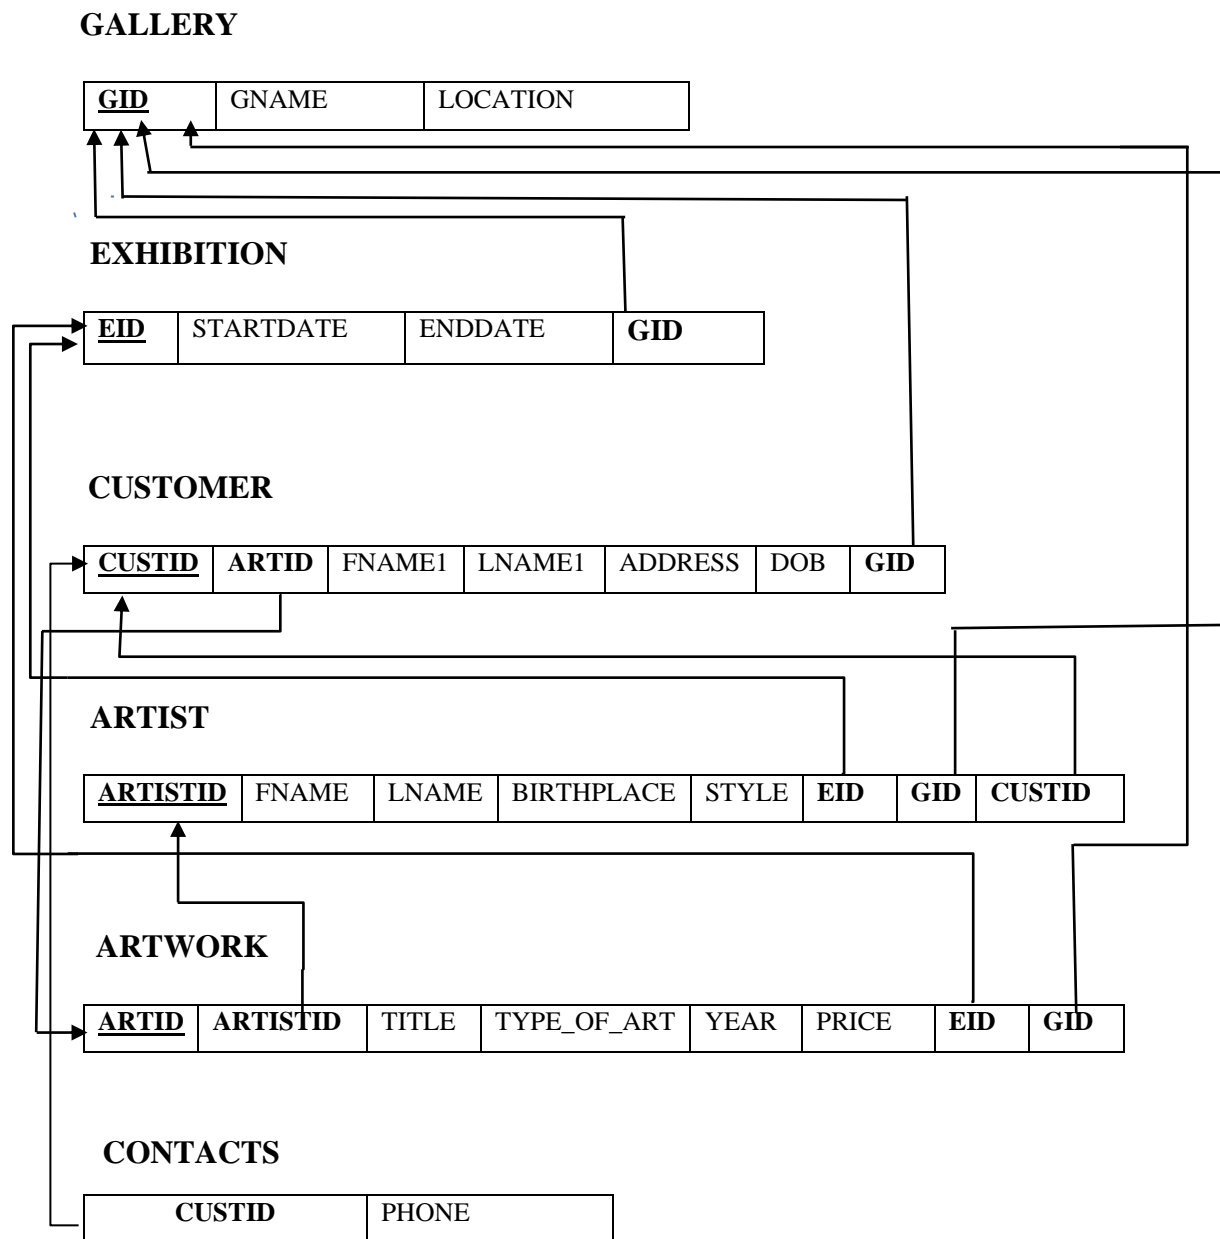 GALLERY
GID GNAME LOCATION
EXHIBITION
EID STARTDATE ENDDATE GID
CUSTOMER
CUSTID ARTID FNAME1 LNAME1 ADDRESS DOB GID
ARTIST
ARTISTID FNAME LNAME BIRTHPLACE STYLE EID GID CUSTID
ARTWORK
ARTID ARTISTID TITLE TYPE_OF_ART YEAR PRICE EID GID
CONTACTS
CUSTID PHONE